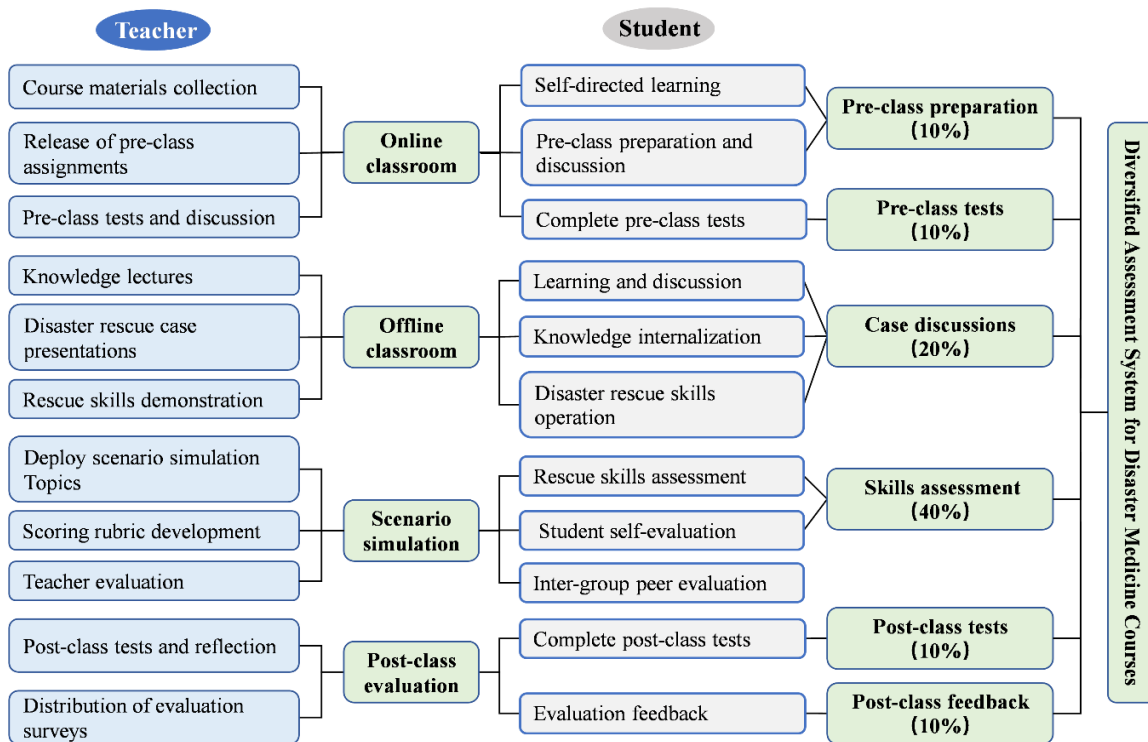 Teacher
Student
Course materials collection
Release of pre-class
assignments
Pre-class tests and discussion
Online
classroom
Self-directed learning
Pre-class preparation and
discussion
Complete pre-class tests
Pre-class preparation
(10%)
Pre-class tests
(10%)
Knowledge lectures
Disaster rescue case
presentations
Rescue skills demonstration
Offline
classroom
Learning and discussion
Knowledge internalization
Disaster rescue skills
operation
Case discussions
(20%)
Deploy scenario simulation
Topics
Scoring rubric development
Teacher evaluation
Scenario
simulation
Rescue skills assessment
Student self-evaluation
Inter-group peer evaluation
Skills assessment
(40%)
Post-class tests and reflection
Distribution of evaluation
surveys
Post-class
evaluation
Complete post-class tests
Evaluation feedback
Post-class tests
(10%)
Post-class feedback
(10%)
Diversified Assessment System for Disaster Medicine Courses